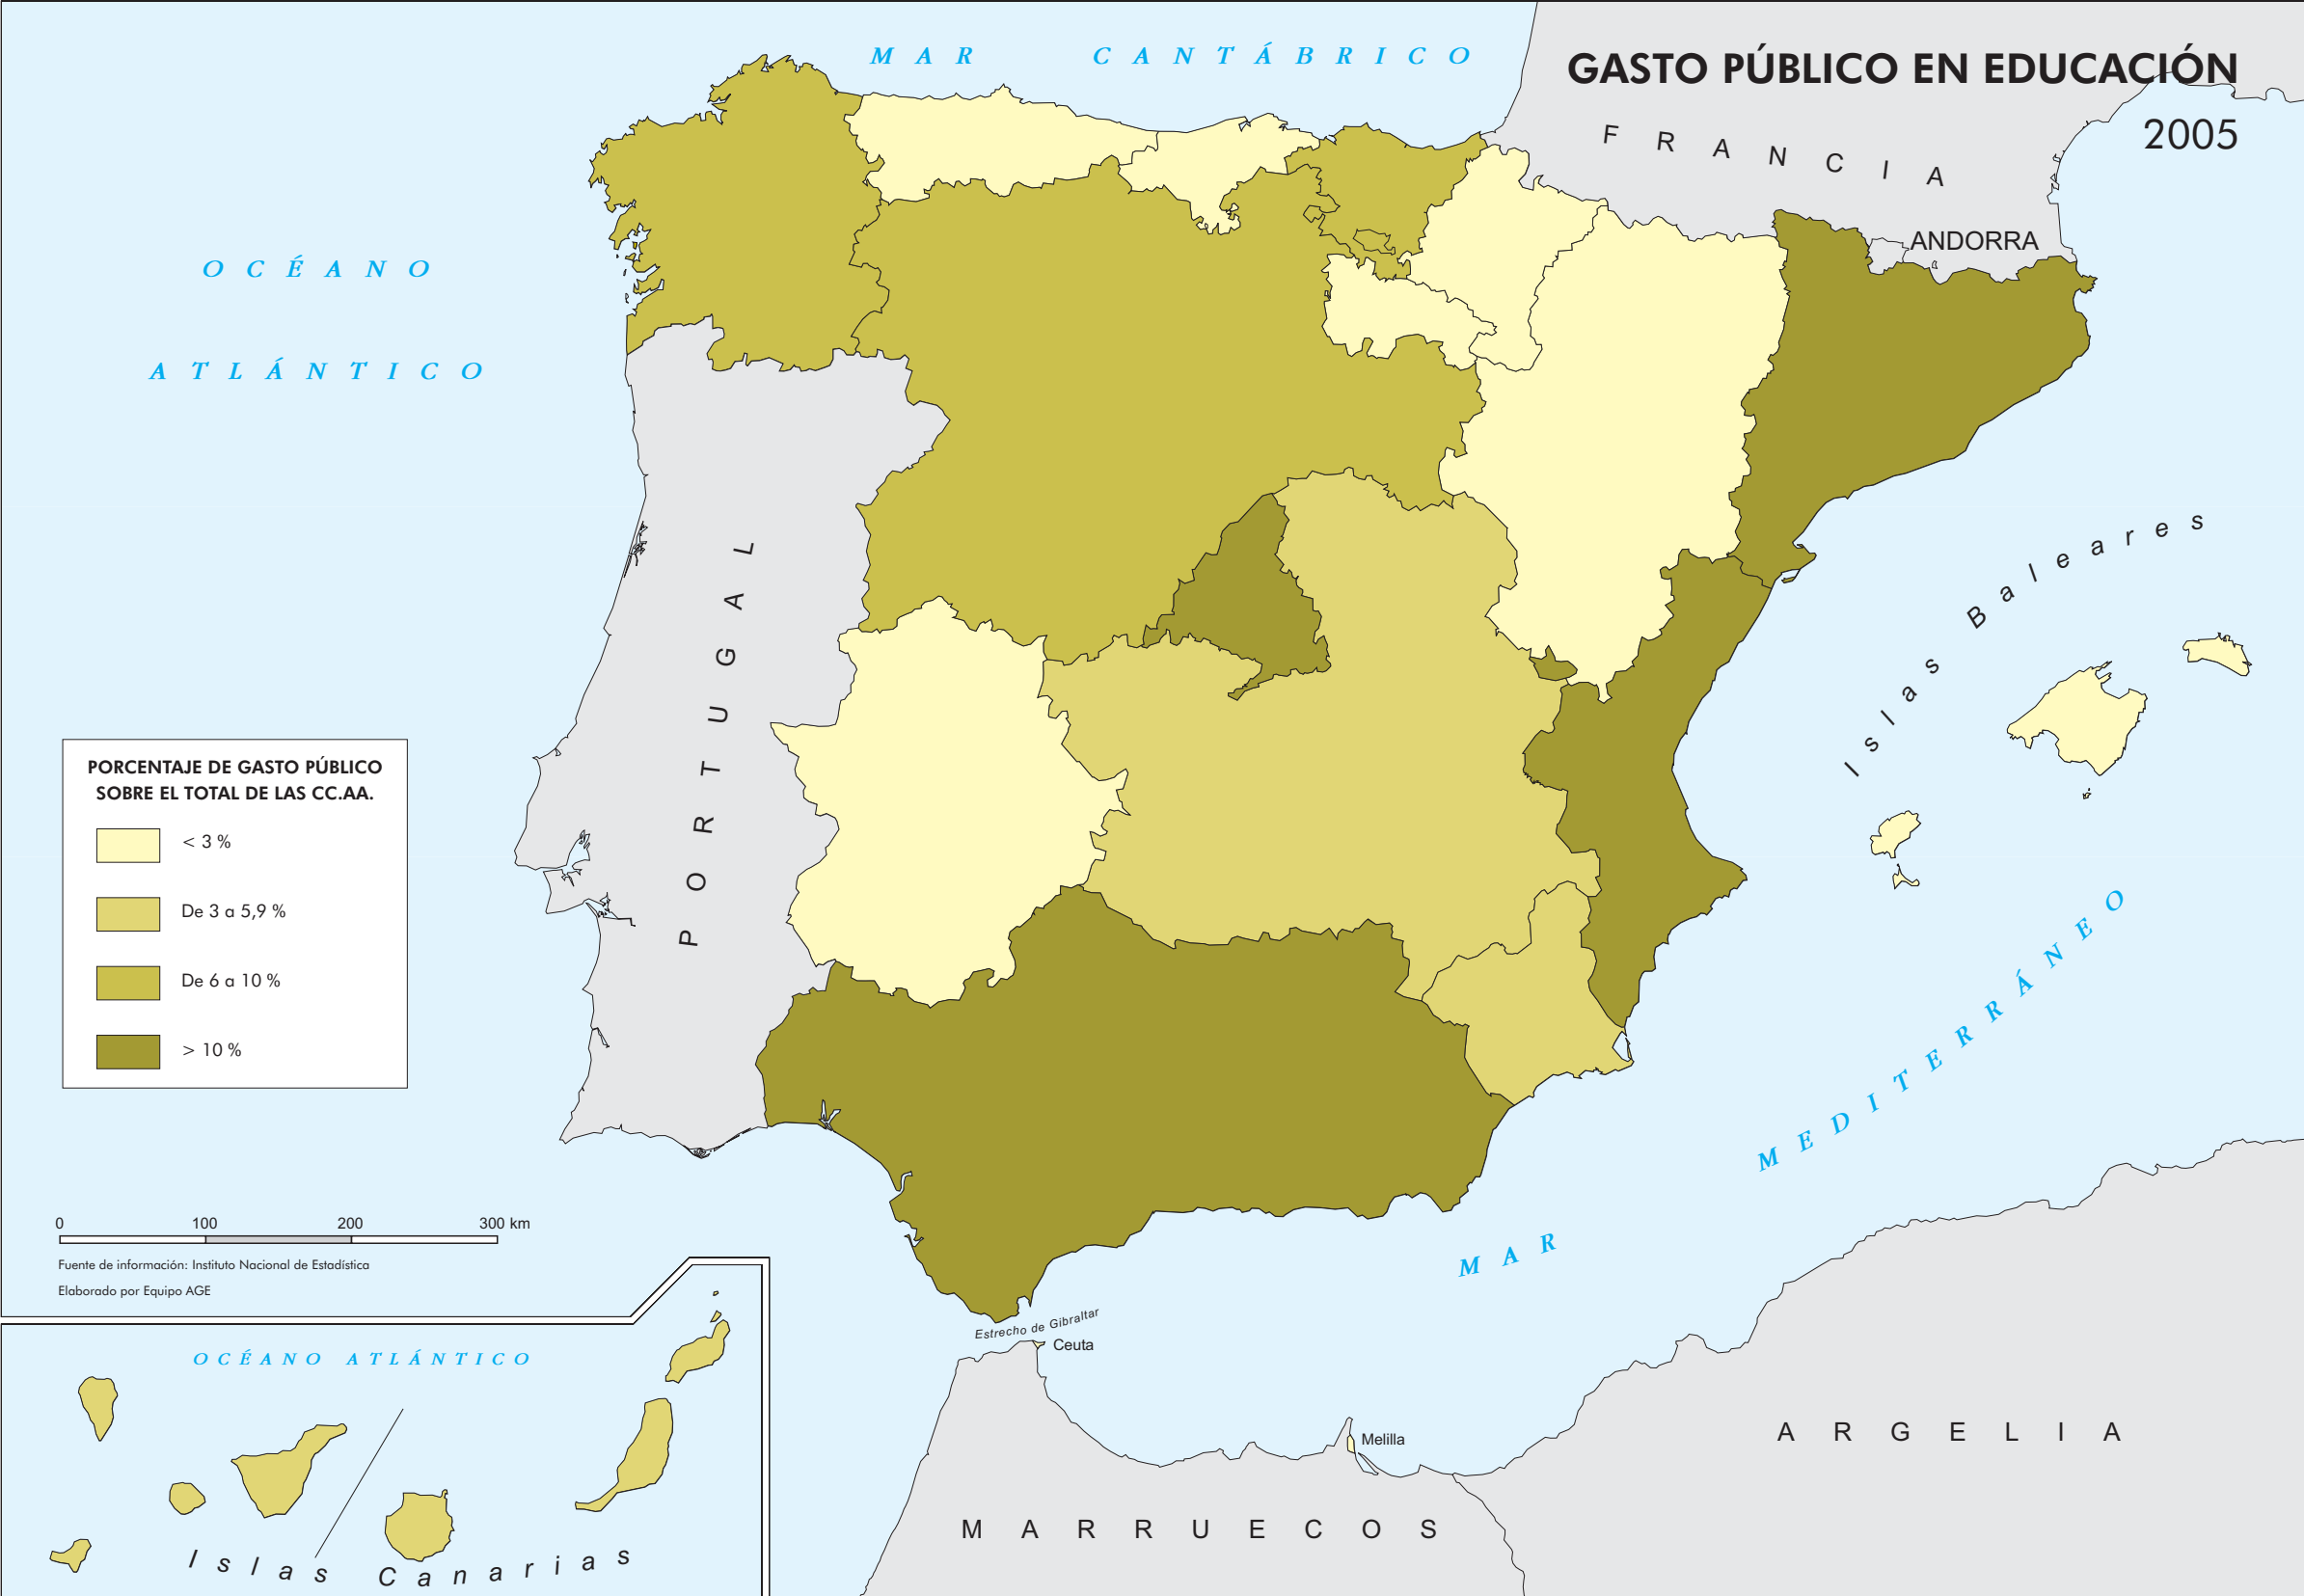 GASTO PÚBLICO EN EDUCACIÓN
2005
MAR CANTÁBRICO
FRANCIA
ANDORRA
OCÉANO
ATLÁNTICO
PORTUGAL
Islas Baleares
PORCENTAJE DE GASTO PÚBLICO
SOBRE EL TOTAL DE LAS CC.AA.
< 3 %
De 3 a 5,9 %
De 6 a 10 %
> 10 %
MAR MEDITERRÁNEO
0 100 200 300 km
Fuente de información: Instituto Nacional de Estadística
Elaborado por Equipo AGE
Estrecho de Gibraltar
Ceuta
Melilla
OCÉANO ATLÁNTICO
Islas Canarias
MARRUECOS
ARGELIA